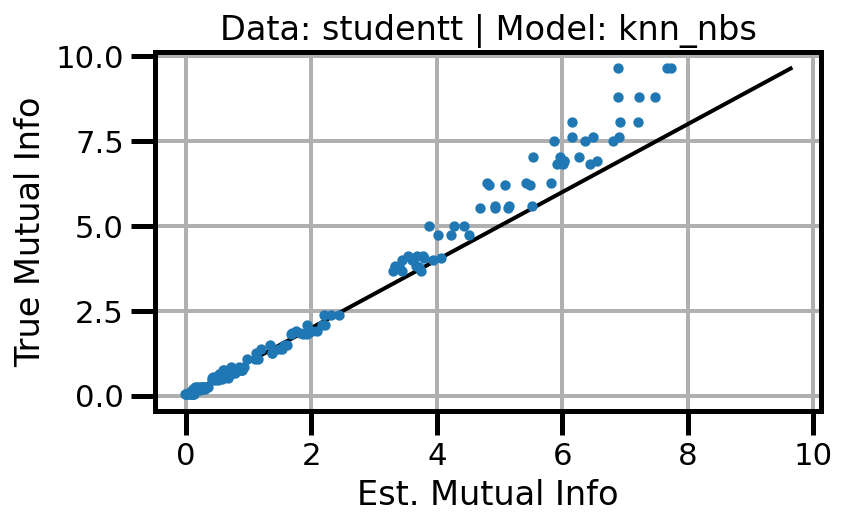 Data: studentt | Model: knn_nbs
True Mutual Info
10.0
7.5
5.0
2.5
0.0
0 2 4 6 8 10
Est. Mutual Info